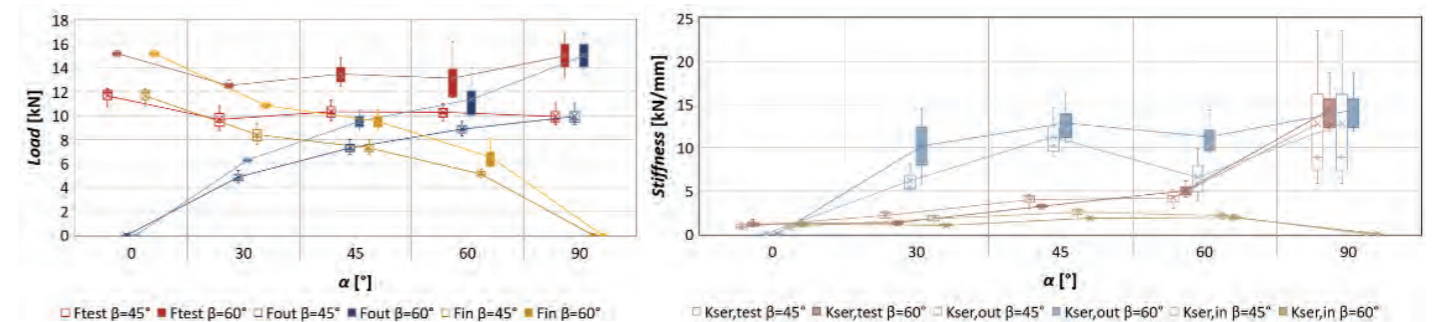 Load [kN]
18
16
14
12
10
8
6
4
2
0
0 30 45 60 90
α [°]
Ftest β=45° Ftest β=60° Fout β=45° Fout β=60° Fin β=45° Fin β=60°
Stiffness [kN/mm]
25
20
15
10
5
0
0 30 45 60 90
α [°]
Kser,test β=45° Kser,test β=60° Kser,out β=45° Kser,out β=60° Kser,in β=45° Kser,in β=60°